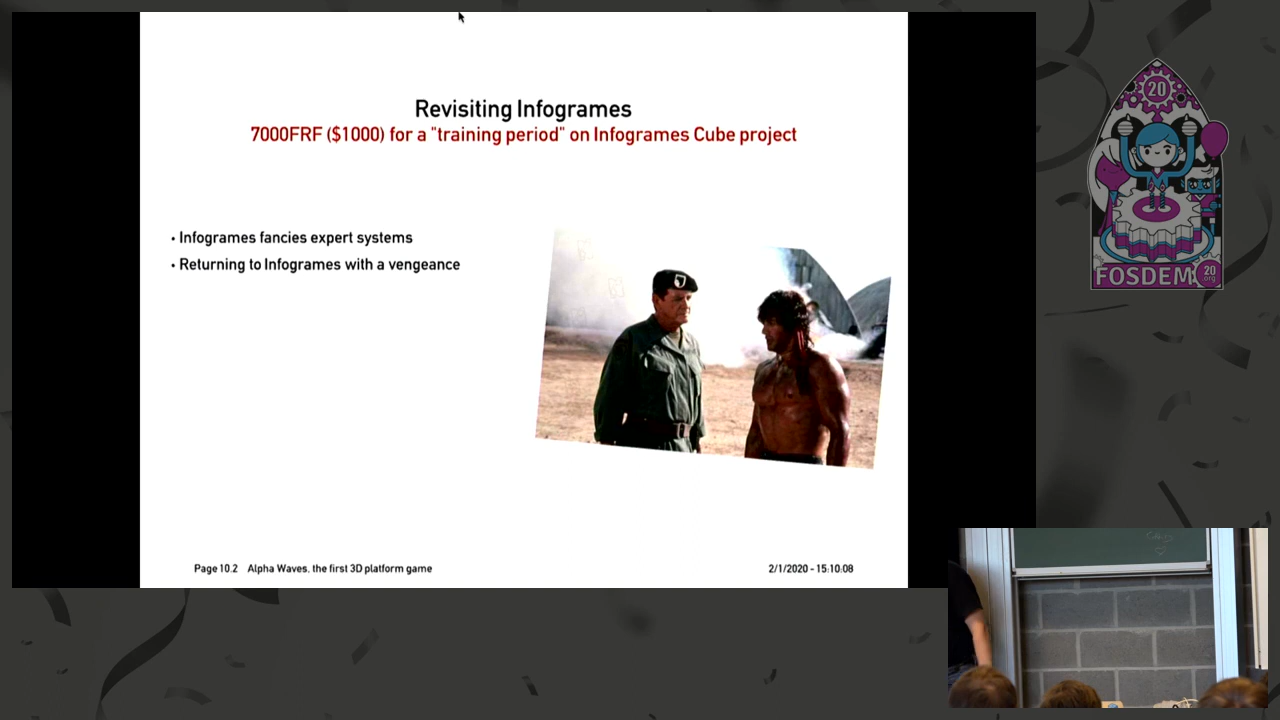 Revisiting Infogrames
7000FRF ($1000) for a "training period" on Infogrames Cube project
• Infogrames fancies expert systems
• Returning to Infogrames with a vengeance
Page 10.2 Alpha Waves, the first 3D platform game
2/1/2020 - 15:10:08
20
FOSDEM 20
.org